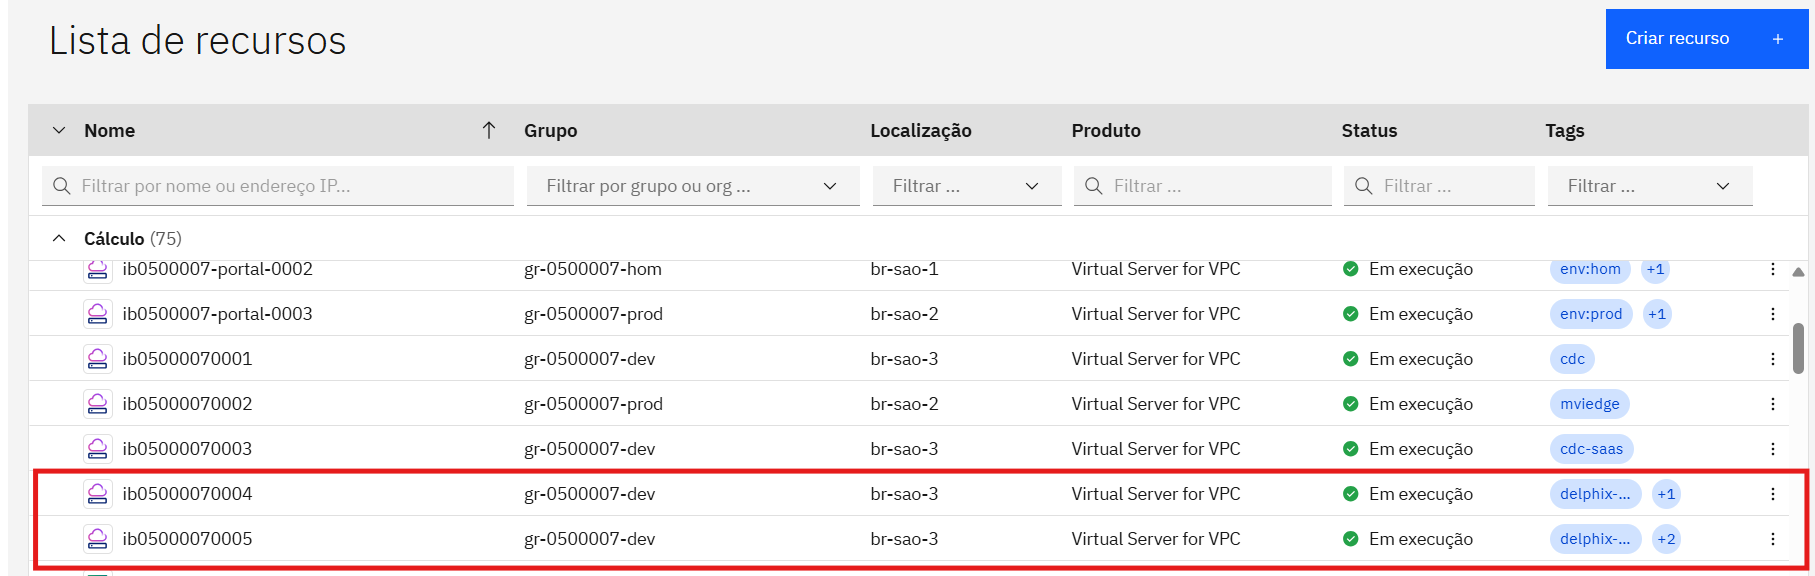 Lista de recursos
Criar recurso +
Nome Grupo Localização Produto Status Tags
Filtrar por nome ou endereço IP... Filtrar por grupo ou org ... Filtrar ... Filtrar ... Filtrar ... Filtrar ...
Cálculo (75)
ib0500007-portal-0002 gr-0500007-hom br-sao-1 Virtual Server for VPC Em execução env:hom +1
ib0500007-portal-0003 gr-0500007-prod br-sao-2 Virtual Server for VPC Em execução env:prod +1
ib05000070001 gr-0500007-dev br-sao-3 Virtual Server for VPC Em execução cdc
ib05000070002 gr-0500007-prod br-sao-2 Virtual Server for VPC Em execução mviedge
ib05000070003 gr-0500007-dev br-sao-3 Virtual Server for VPC Em execução cdc-saas
ib05000070004 gr-0500007-dev br-sao-3 Virtual Server for VPC Em execução delphix-... +1
ib05000070005 gr-0500007-dev br-sao-3 Virtual Server for VPC Em execução delphix-... +2